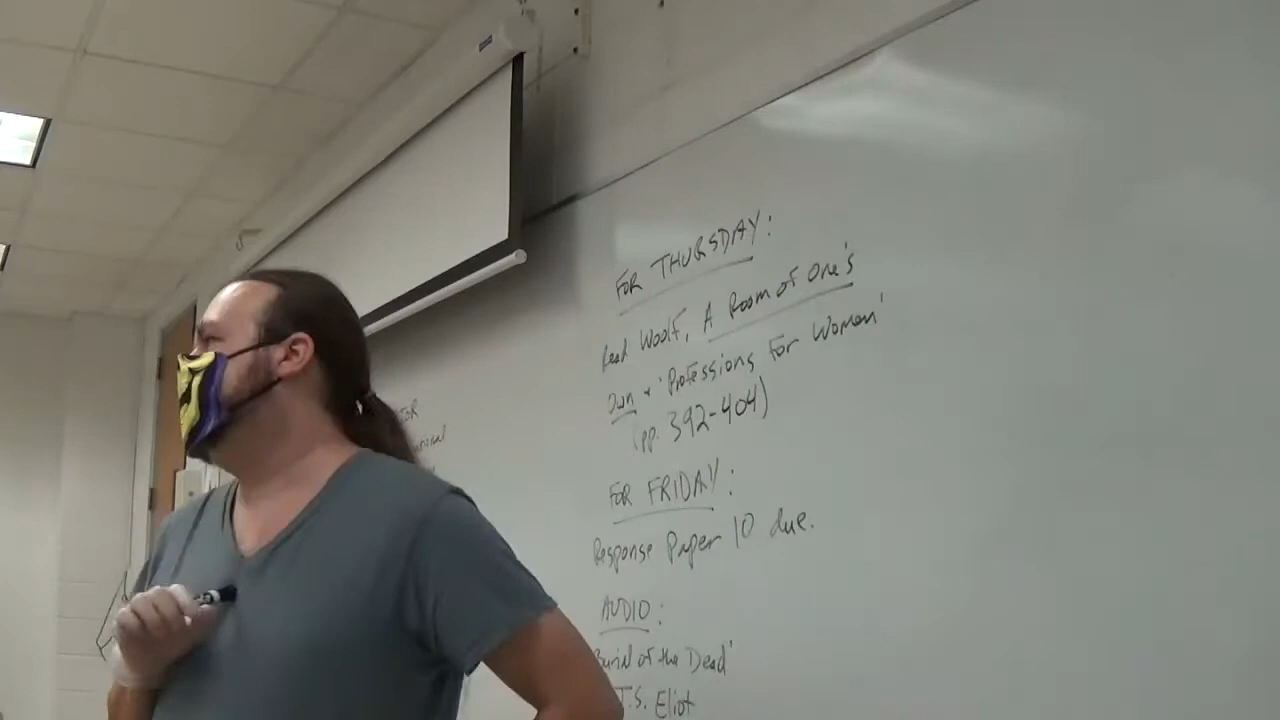 FOR THURSDAY:
Read Woolf, A Room of One's
Own + 'Professions for Women'
(pp. 392-404)
FOR FRIDAY:
Response Paper 10 due.
AUDIO:
Burial of the Dead'
T.S. Eliot